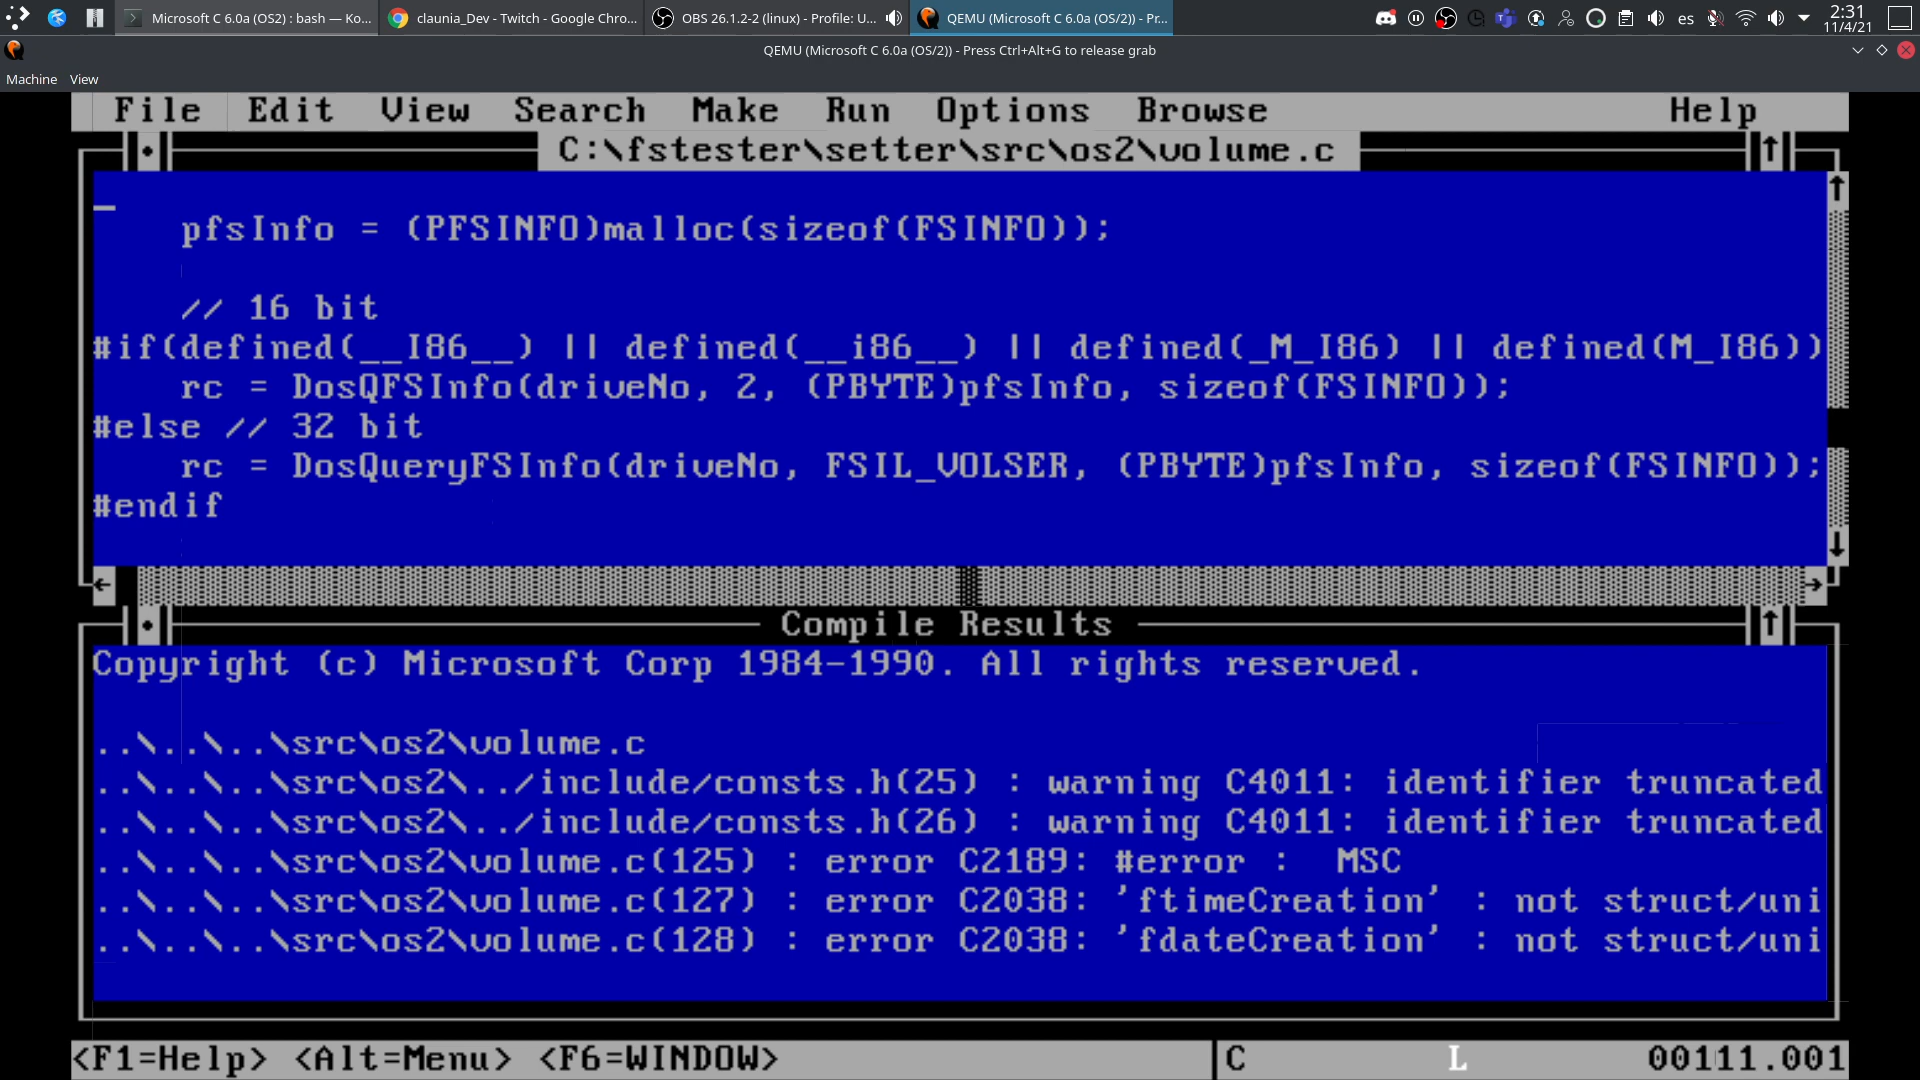 Microsoft C 6.0a (OS2) : bash — Ko...
claunia_Dev - Twitch - Google Chro...
OBS 26.1.2-2 (linux) - Profile: U...
QEMU (Microsoft C 6.0a (OS/2)) - Pr...
es
2:31
11/4/21
QEMU (Microsoft C 6.0a (OS/2)) - Press Ctrl+Alt+G to release grab
Machine View
File Edit View Search Make Run Options Browse Help
C:\fstester\setter\src\os2\volume.c
pfsInfo = (PFSINFO)malloc(sizeof(FSINFO));
// 16 bit
#if(defined(__I86__) || defined(__i86__) || defined(_M_I86) || defined(M_I86))
rc = DosQFSInfo(driveNo, 2, (PBYTE)pfsInfo, sizeof(FSINFO));
#else // 32 bit
rc = DosQueryFSInfo(driveNo, FSIL_VOLSER, (PBYTE)pfsInfo, sizeof(FSINFO));
#endif
Compile Results
Copyright (c) Microsoft Corp 1984-1990. All rights reserved.
..\..\..\src\os2\volume.c
..\..\..\src\os2\../include/consts.h(25) : warning C4011: identifier truncated
..\..\..\src\os2\../include/consts.h(26) : warning C4011: identifier truncated
..\..\..\src\os2\volume.c(125) : error C2189: #error :  MSC
..\..\..\src\os2\volume.c(127) : error C2038: 'ftimeCreation' : not struct/uni
..\..\..\src\os2\volume.c(128) : error C2038: 'fdateCreation' : not struct/uni
<F1=Help> <Alt=Menu> <F6=WINDOW> C L 00111.001